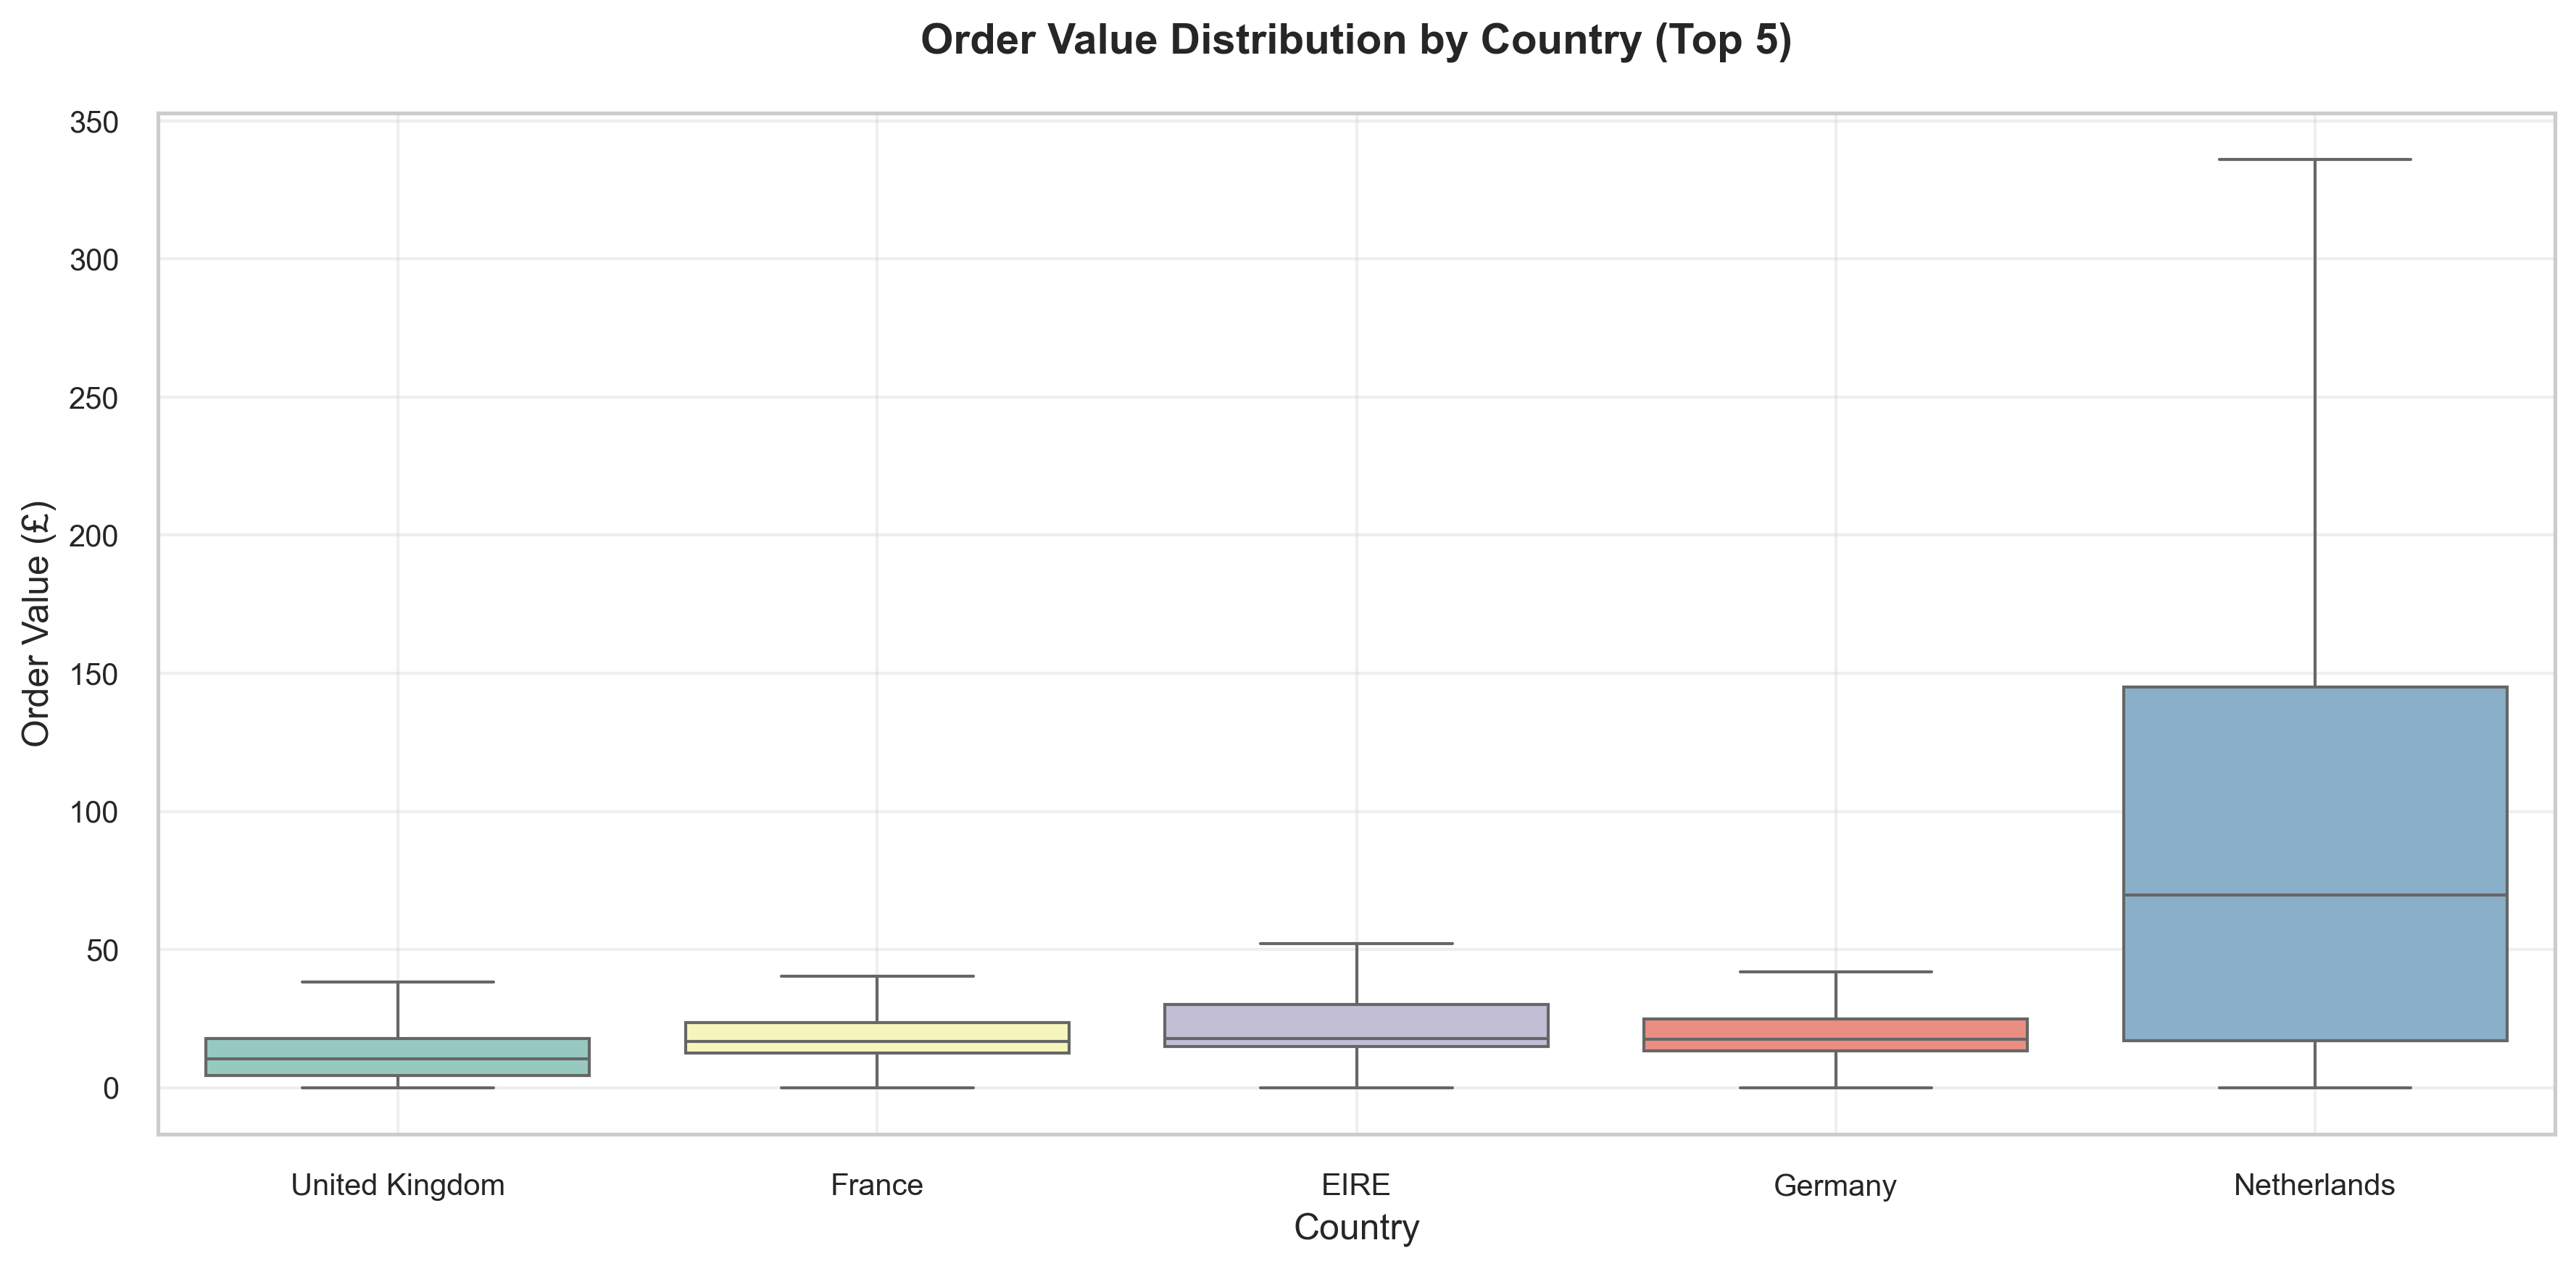 Order Value Distribution by Country (Top 5)
Order Value (£)
350
300
250
200
150
100
50
0
United Kingdom
France
EIRE
Germany
Netherlands
Country